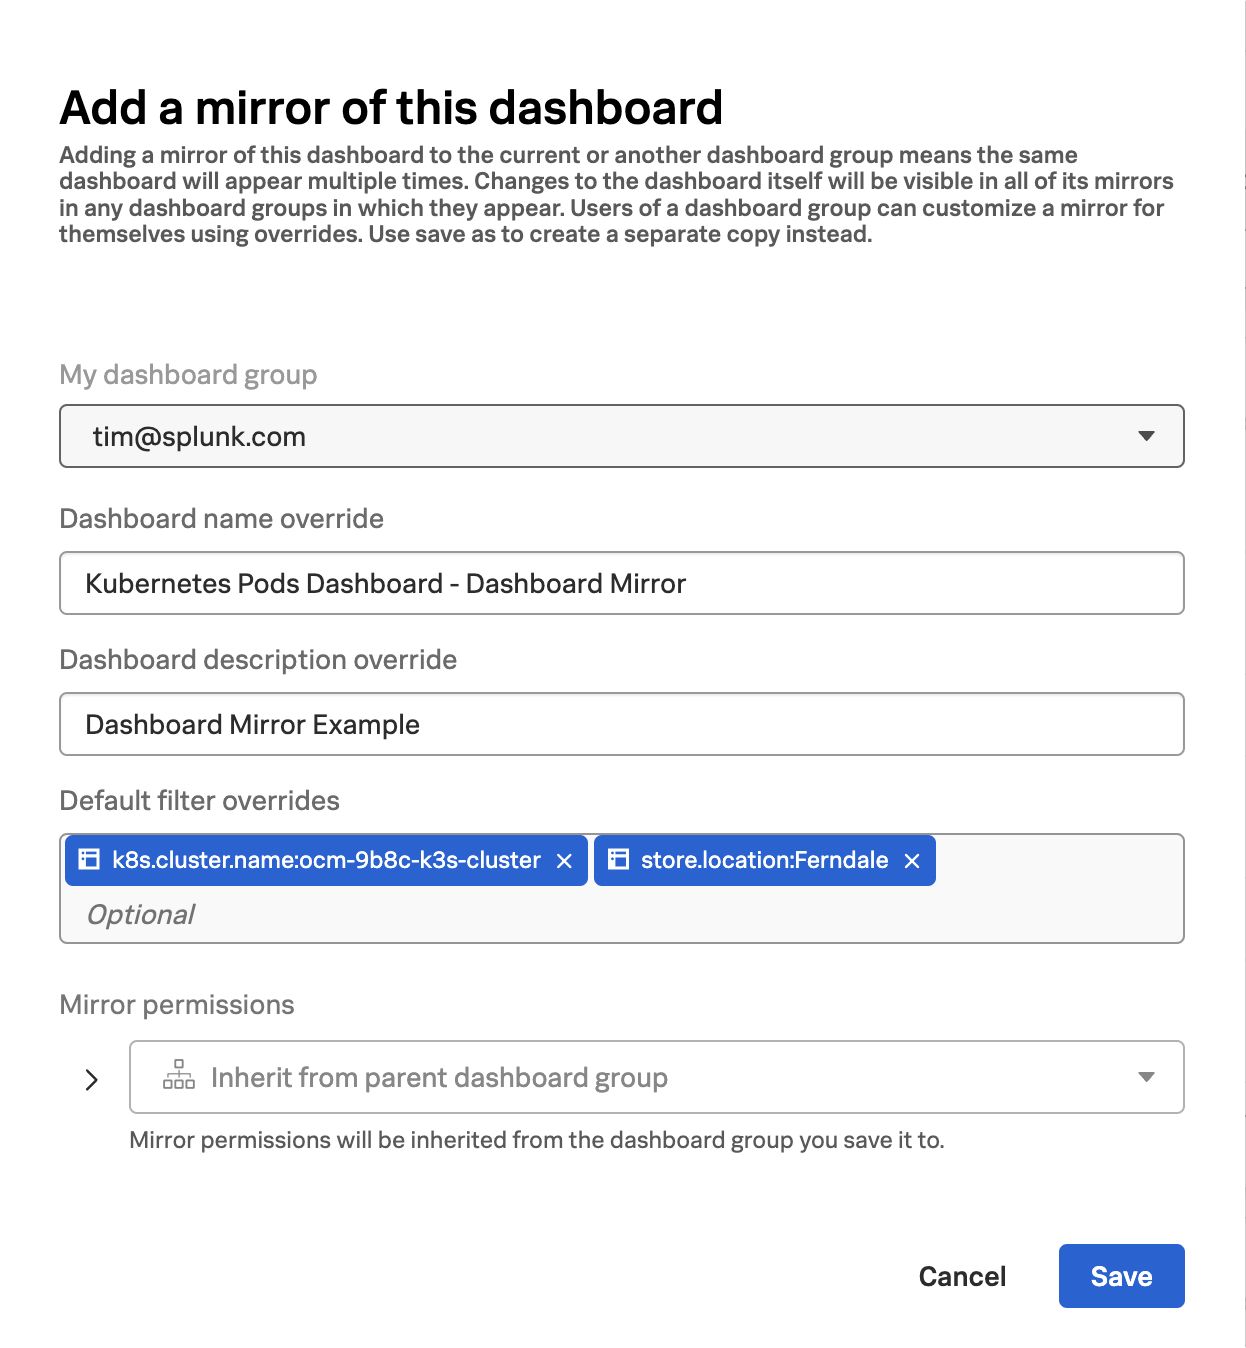 Add a mirror of this dashboard
Adding a mirror of this dashboard to the current or another dashboard group means the same
dashboard will appear multiple times. Changes to the dashboard itself will be visible in all of its mirrors
in any dashboard groups in which they appear. Users of a dashboard group can customize a mirror for
themselves using overrides. Use save as to create a separate copy instead.
My dashboard group
tim@splunk.com
Dashboard name override
Kubernetes Pods Dashboard - Dashboard Mirror
Dashboard description override
Dashboard Mirror Example
Default filter overrides
k8s.cluster.name:ocm-9b8c-k3s-cluster store.location:Ferndale
Optional
Mirror permissions
Inherit from parent dashboard group
Mirror permissions will be inherited from the dashboard group you save it to.
Cancel Save